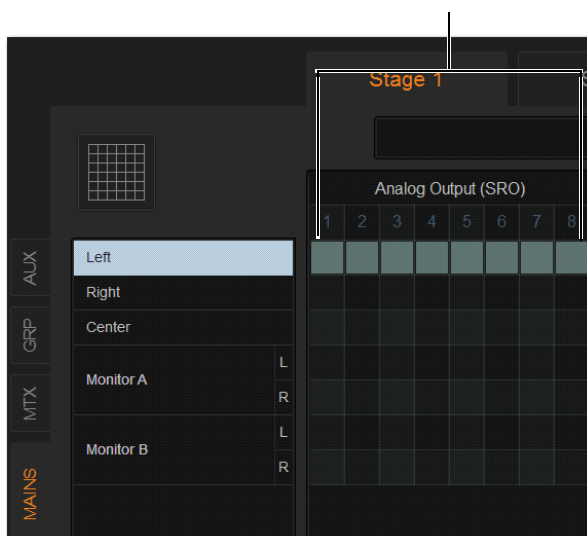 Stage 1
Analog Output (SRO)
1 2 3 4 5 6 7 8
AUX
GRP
MTX
MAINS
Left
Right
Center
Monitor A
L
R
Monitor B
L
R